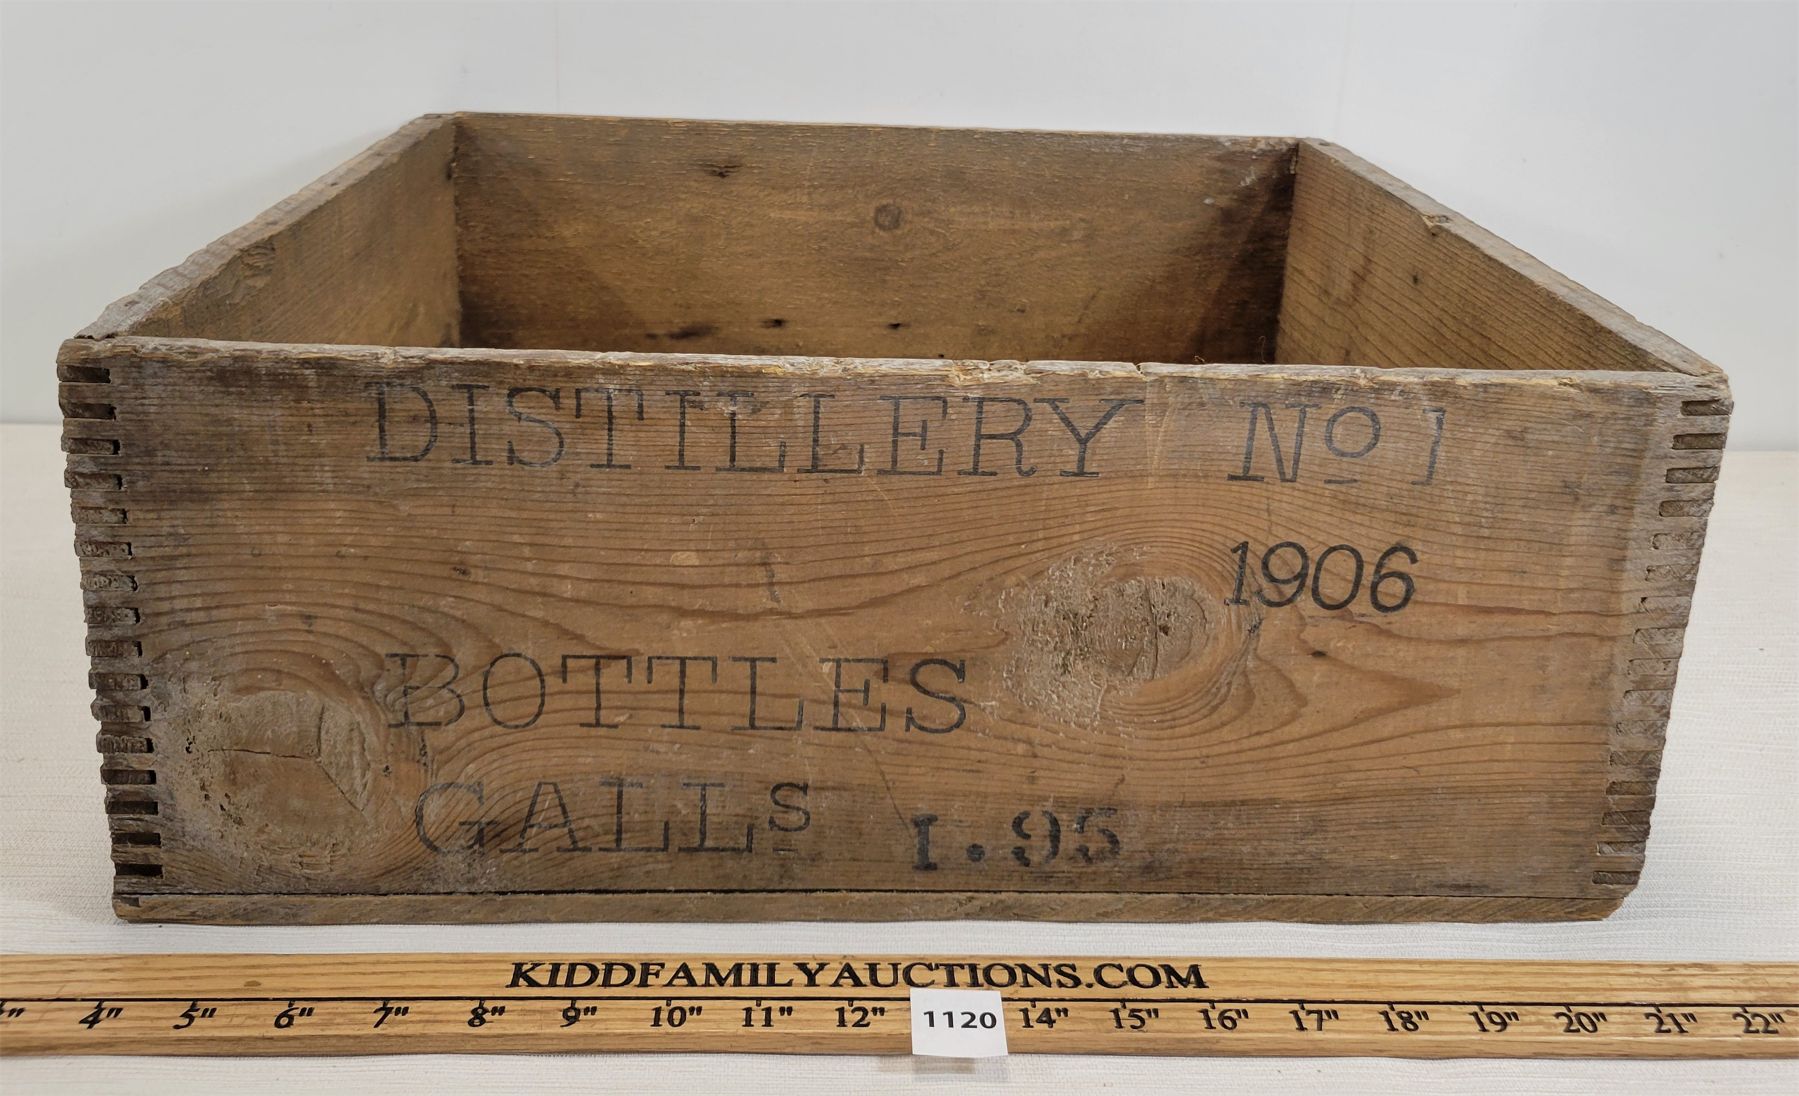 DISTILLERY No 1
1906
BOTTLES
GALLS 1.95
KIDDFAMILYAUCTIONS.COM
4" 5" 6" 7" 8" 9" 10" 11" 12" 14" 15" 16" 17" 18" 19" 20" 21" 22"
1120